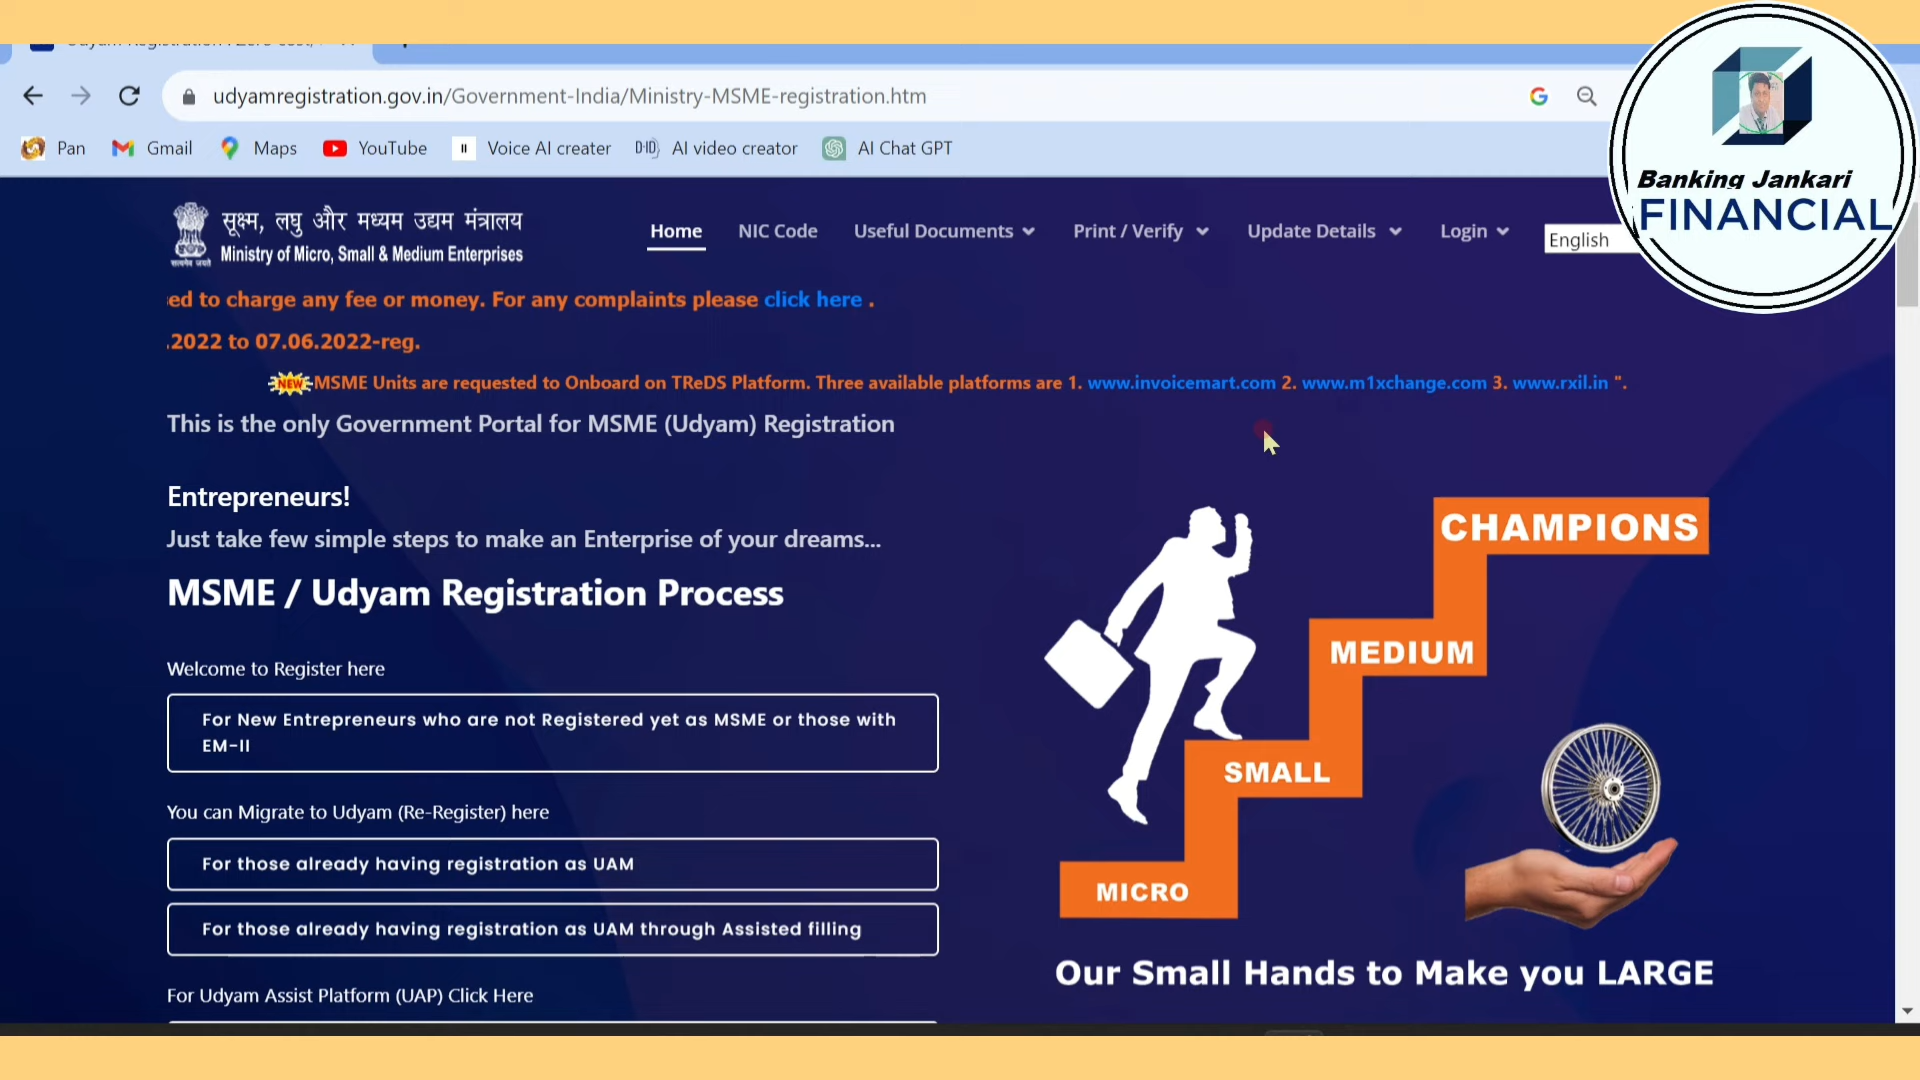 udyamregistration.gov.in/Government-India/Ministry-MSME-registration.htm
Pan
Gmail
Maps
YouTube
Voice AI creater
D-ID
AI video creator
AI Chat GPT
Banking Jankari
FINANCIAL
सूक्ष्म, लघु और मध्यम उद्यम मंत्रालय
Ministry of Micro, Small & Medium Enterprises
सत्यमेव जयते
Home
NIC Code
Useful Documents
Print / Verify
Update Details
Login
English
ed to charge any fee or money. For any complaints please click here .
.2022 to 07.06.2022-reg.
NEW MSME Units are requested to Onboard on TReDS Platform. Three available platforms are 1. www.invoicemart.com 2. www.m1xchange.com 3. www.rxil.in ".
This is the only Government Portal for MSME (Udyam) Registration
Entrepreneurs!
Just take few simple steps to make an Enterprise of your dreams...
MSME / Udyam Registration Process
Welcome to Register here
For New Entrepreneurs who are not Registered yet as MSME or those with
EM-II
You can Migrate to Udyam (Re-Register) here
For those already having registration as UAM
For those already having registration as UAM through Assisted filling
For Udyam Assist Platform (UAP) Click Here
CHAMPIONS
MEDIUM
SMALL
MICRO
Our Small Hands to Make you LARGE